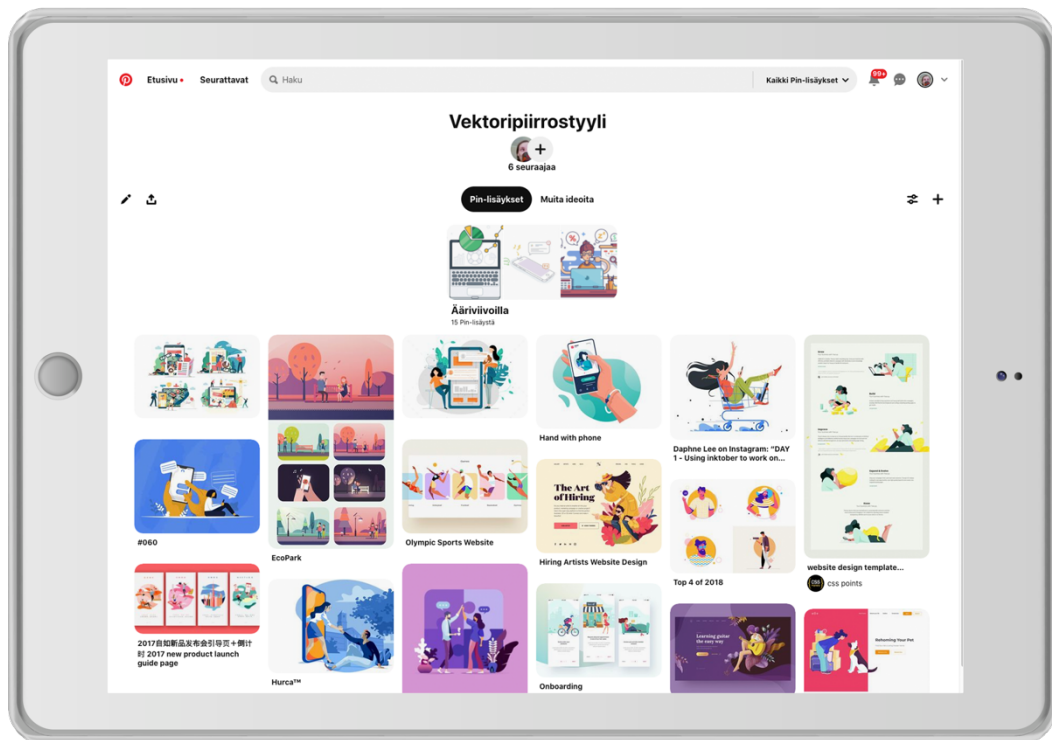 Etusivu
Seurattavat
Haku
Kaikki Pin-lisäykset
99+
Vektoripiirrostyyli
6 seuraajaa
Pin-lisäykset
Muita ideoita
Ääriviivoilla
15 Pin-lisäystä
Hand with phone
Daphne Lee on Instagram: “DAY
1 - Using inktober to work on...
The Art
of Hiring
#060
EcoPark
Olympic Sports Website
Hiring Artists Website Design
Top 4 of 2018
website design template...
css points
2017自如新品发布会引导页+倒计
时 2017 new product launch
guide page
Learning guitar
the easy way
Rehoming Your Pet
Hurca™
Onboarding